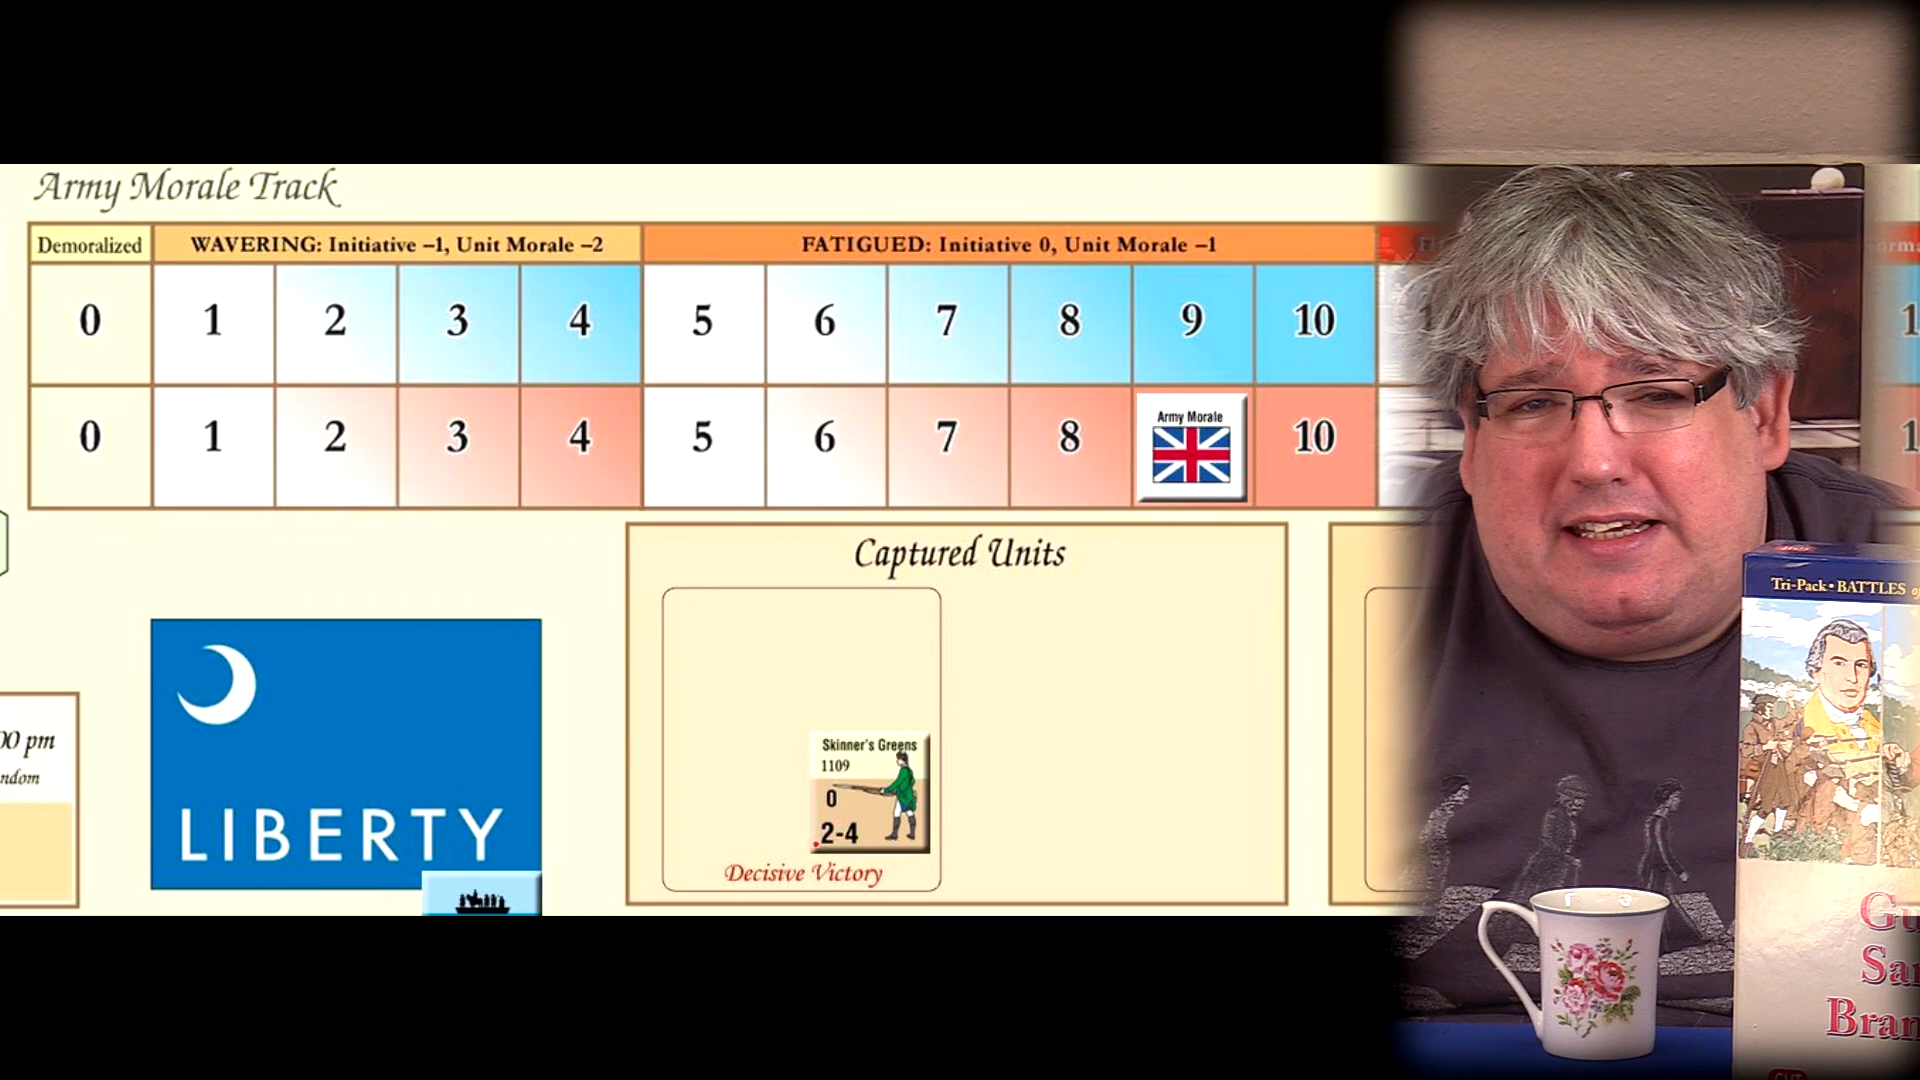 Army Morale Track
Demoralized WAVERING: Initiative –1, Unit Morale –2 FATIGUED: Initiative 0, Unit Morale –1
0 1 2 3 4 5 6 7 8 9 10
0 1 2 3 4 5 6 7 8 Army Morale 10
Captured Units
Skinner's Greens
1109
0
2-4
Decisive Victory
LIBERTY
00 pm
Tri-Pack • BATTLES